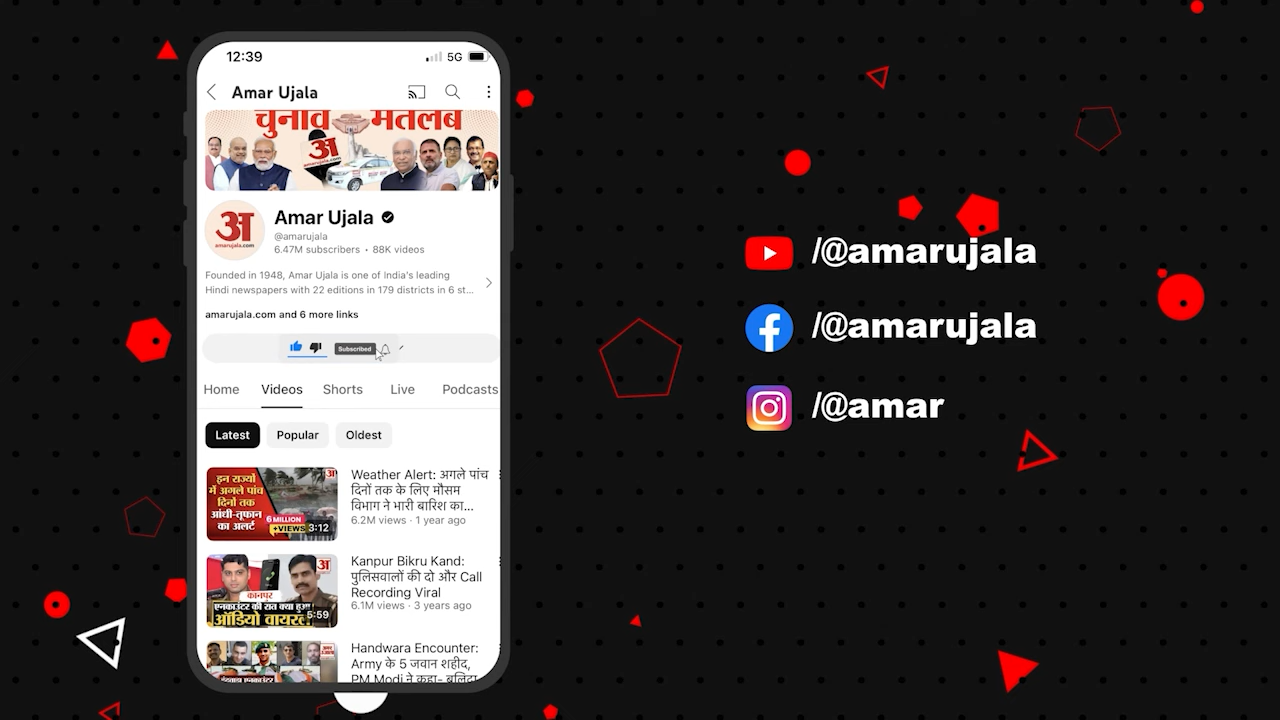 12:39
5G
Amar Ujala
चुनाव मतलब
अ
amarujala.com
अ
amarujala.com
Amar Ujala
@amarujala
6.47M subscribers • 88K videos
Founded in 1948, Amar Ujala is one of India's leading
Hindi newspapers with 22 editions in 179 districts in 6 st...
amarujala.com and 6 more links
Subscribed
Home Videos Shorts Live Podcasts
Latest Popular Oldest
हन राज्यों
में अगले पांच
दिनों तक
आंधी-तूफान
का अलर्ट
अ
6 MILLION
+VIEWS
3:12
Weather Alert: अगले पांच
दिनों तक के लिए मौसम
विभाग ने भारी बारिश का...
6.2M views · 1 year ago
अ
कानपुर
एनकाउंटर की रात क्या हुआ
ऑडियो वायरल
5:59
Kanpur Bikru Kand:
पुलिसवालों की दो और Call
Recording Viral
6.1M views · 3 years ago
Handwara Encounter:
Army के 5 जवान शहीद,
PM Modi ने कहा- बलिदा
/@amarujala
/@amarujala
/@amar